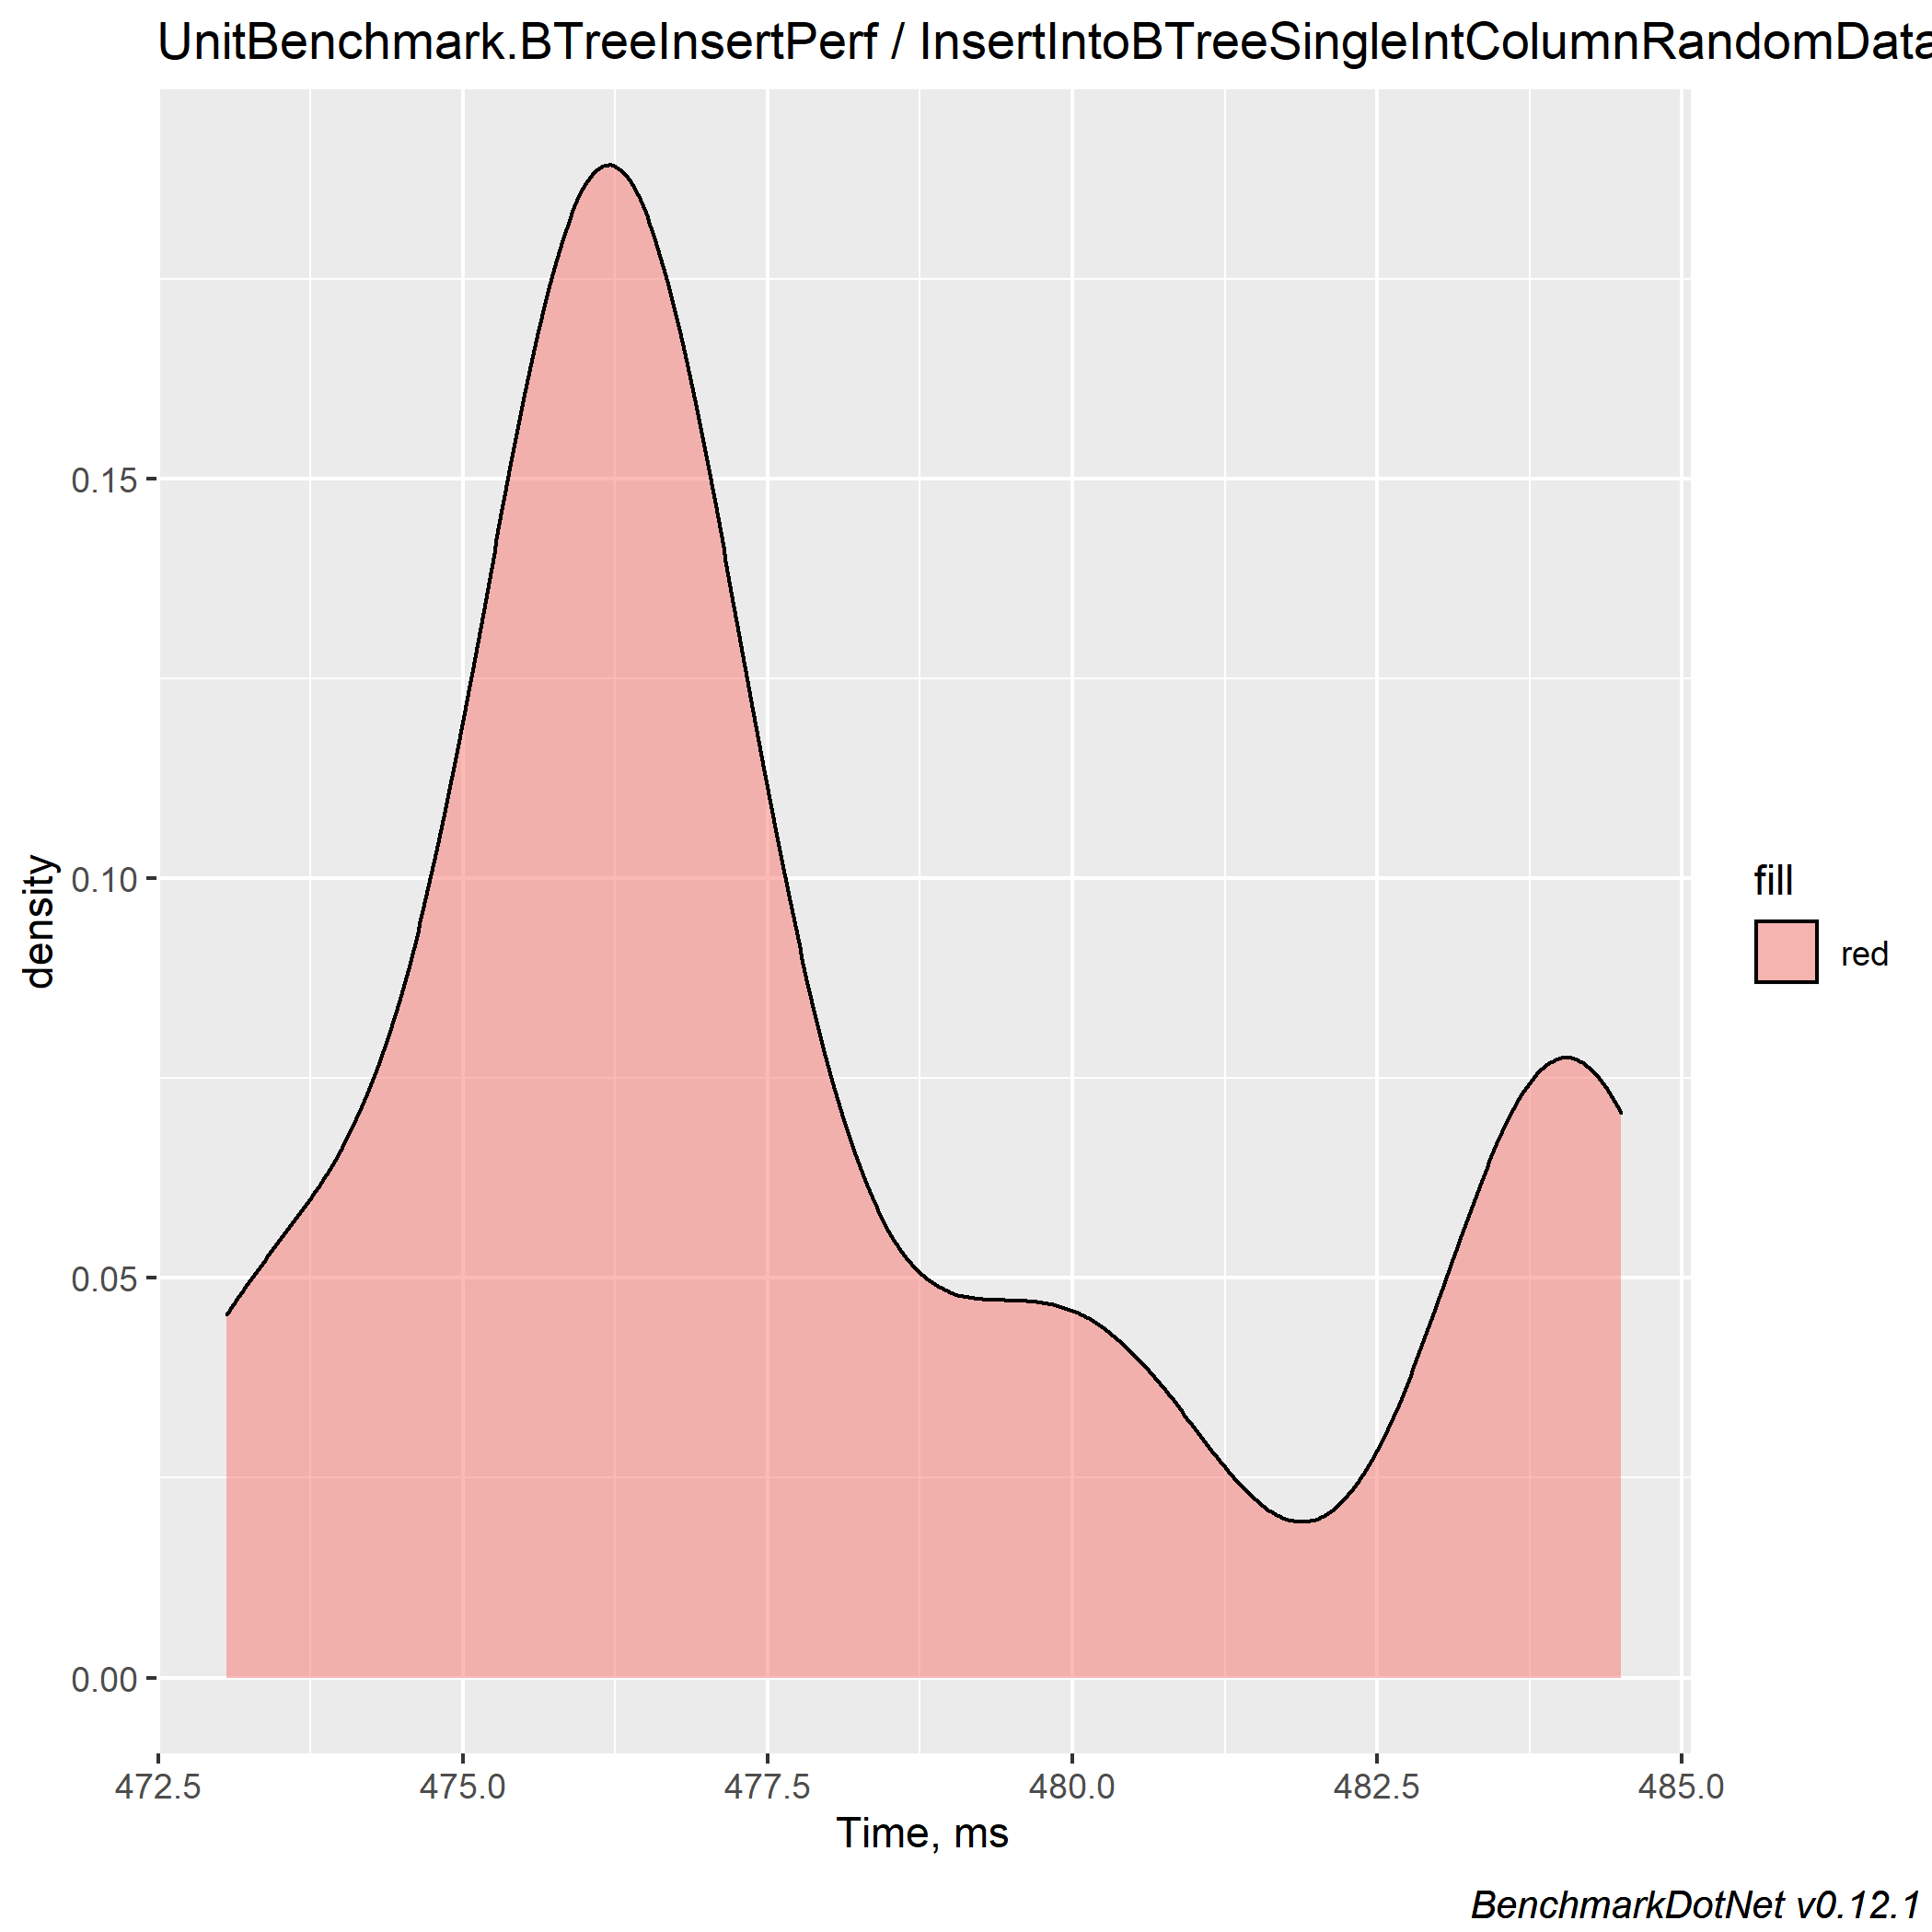 UnitBenchmark.BTreeInsertPerf / InsertIntoBTreeSingleIntColumnRandomData
density
0.15
0.10
0.05
0.00
472.5 475.0 477.5 480.0 482.5 485.0
Time, ms
fill
red
BenchmarkDotNet v0.12.1